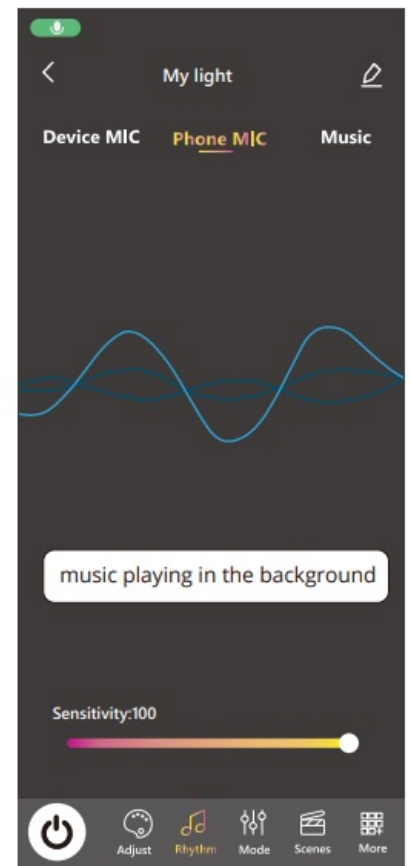 My light
Device MIC Phone MIC Music
music playing in the background
Sensitivity:100
Adjust Rhythm Mode Scenes More